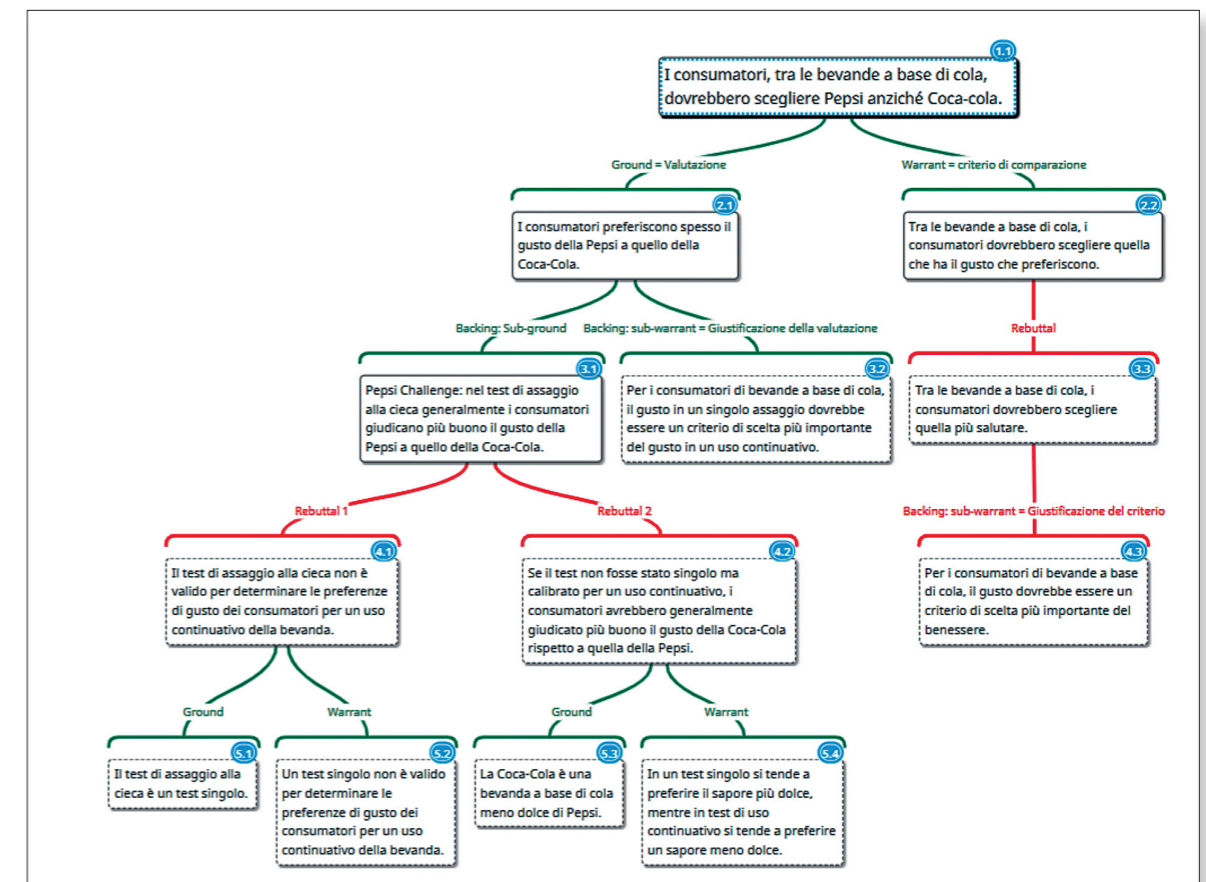 1.1
I consumatori, tra le bevande a base di cola,
dovrebbero scegliere Pepsi anziché Coca-cola.
Ground = Valutazione
Warrant = criterio di comparazione
2.1
I consumatori preferiscono spesso il
gusto della Pepsi a quello della
Coca-Cola.
2.2
Tra le bevande a base di cola, i
consumatori dovrebbero scegliere quella
che ha il gusto che preferiscono.
Backing: Sub-ground
Backing: sub-warrant = Giustificazione della valutazione
Rebuttal
3.1
Pepsi Challenge: nel test di assaggio
alla cieca generalmente i consumatori
giudicano più buono il gusto della
Pepsi a quello della Coca-Cola.
3.2
Per i consumatori di bevande a base di cola,
il gusto in un singolo assaggio dovrebbe
essere un criterio di scelta più importante
del gusto in un uso continuativo.
3.3
Tra le bevande a base di cola, i
consumatori dovrebbero scegliere
quella più salutare.
Rebuttal 1
Rebuttal 2
Backing: sub-warrant = Giustificazione del criterio
4.1
Il test di assaggio alla cieca non è
valido per determinare le preferenze
di gusto dei consumatori per un uso
continuativo della bevanda.
4.2
Se il test non fosse stato singolo ma
calibrato per un uso continuativo, i
consumatori avrebbero generalmente
giudicato più buono il gusto della Coca-Cola
rispetto a quella della Pepsi.
4.3
Per i consumatori di bevande a base
di cola, il gusto dovrebbe essere un
criterio di scelta più importante del
benessere.
Ground
Warrant
Ground
Warrant
5.1
Il test di assaggio alla
cieca è un test singolo.
5.2
Un test singolo non è valido
per determinare le
preferenze di gusto dei
consumatori per un uso
continuativo della bevanda.
5.3
La Coca-Cola è una
bevanda a base di cola
meno dolce di Pepsi.
5.4
In un test singolo si tende a
preferire il sapore più dolce,
mentre in test di uso
continuativo si tende a preferire
un sapore meno dolce.